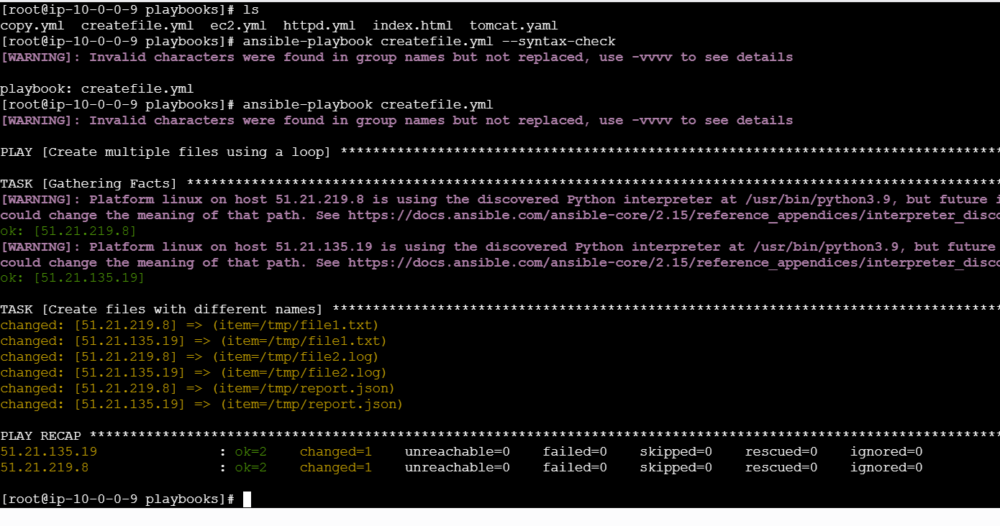 [root@ip-10-0-0-9 playbooks]# ls
copy.yml  createfile.yml  ec2.yml  httpd.yml  index.html  tomcat.yaml
[root@ip-10-0-0-9 playbooks]# ansible-playbook createfile.yml --syntax-check
[WARNING]: Invalid characters were found in group names but not replaced, use -vvvv to see details
playbook: createfile.yml
[root@ip-10-0-0-9 playbooks]# ansible-playbook createfile.yml
[WARNING]: Invalid characters were found in group names but not replaced, use -vvvv to see details
PLAY [Create multiple files using a loop] **********************************************************************************
TASK [Gathering Facts] *****************************************************************************************************
[WARNING]: Platform linux on host 51.21.219.8 is using the discovered Python interpreter at /usr/bin/python3.9, but future i
could change the meaning of that path. See https://docs.ansible.com/ansible-core/2.15/reference_appendices/interpreter_disco
ok: [51.21.219.8]
[WARNING]: Platform linux on host 51.21.135.19 is using the discovered Python interpreter at /usr/bin/python3.9, but future
could change the meaning of that path. See https://docs.ansible.com/ansible-core/2.15/reference_appendices/interpreter_disco
ok: [51.21.135.19]
TASK [Create files with different names] ***********************************************************************************
changed: [51.21.219.8] => (item=/tmp/file1.txt)
changed: [51.21.135.19] => (item=/tmp/file1.txt)
changed: [51.21.219.8] => (item=/tmp/file2.log)
changed: [51.21.135.19] => (item=/tmp/file2.log)
changed: [51.21.219.8] => (item=/tmp/report.json)
changed: [51.21.135.19] => (item=/tmp/report.json)
PLAY RECAP *****************************************************************************************************************
51.21.135.19               : ok=2    changed=1    unreachable=0    failed=0    skipped=0    rescued=0    ignored=0
51.21.219.8                : ok=2    changed=1    unreachable=0    failed=0    skipped=0    rescued=0    ignored=0
[root@ip-10-0-0-9 playbooks]#